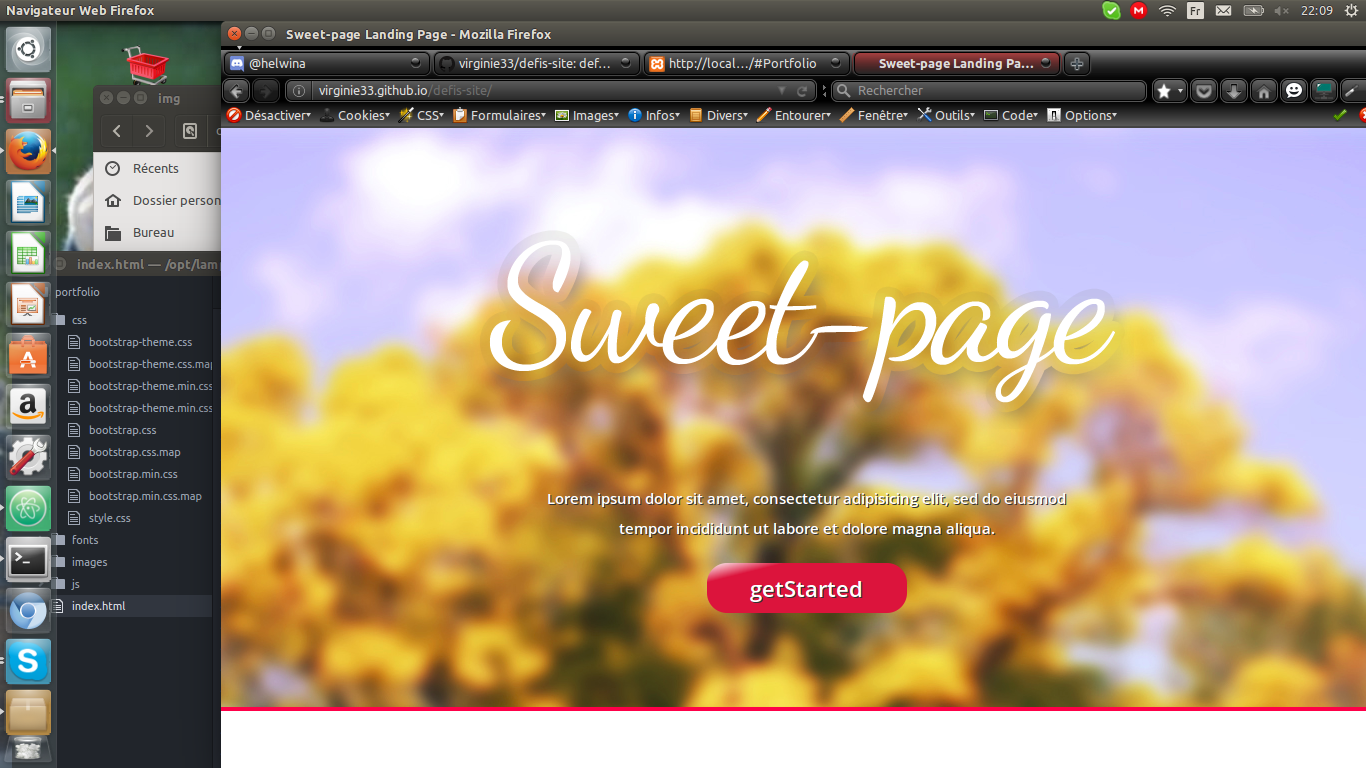 Navigateur Web Firefox
Fr
22:09
Sweet-page Landing Page - Mozilla Firefox
@helwina
virginie33/defis-site: def...
http://local.../#Portfolio
Sweet-page Landing Pa...
virginie33.github.io/defis-site/
Rechercher
Désactiver
Cookies
CSS
Formulaires
Images
Infos
Divers
Entourer
Fenêtre
Outils
Code
Options
img
Récents
Dossier person
Bureau
index.html — /opt/lam
portfolio
css
bootstrap-theme.css
bootstrap-theme.css.map
bootstrap-theme.min.css
bootstrap-theme.min.css
bootstrap.css
bootstrap.css.map
bootstrap.min.css
bootstrap.min.css.map
style.css
fonts
images
js
index.html
Sweet-page
Lorem ipsum dolor sit amet, consectetur adipisicing elit, sed do eiusmod
tempor incididunt ut labore et dolore magna aliqua.
getStarted